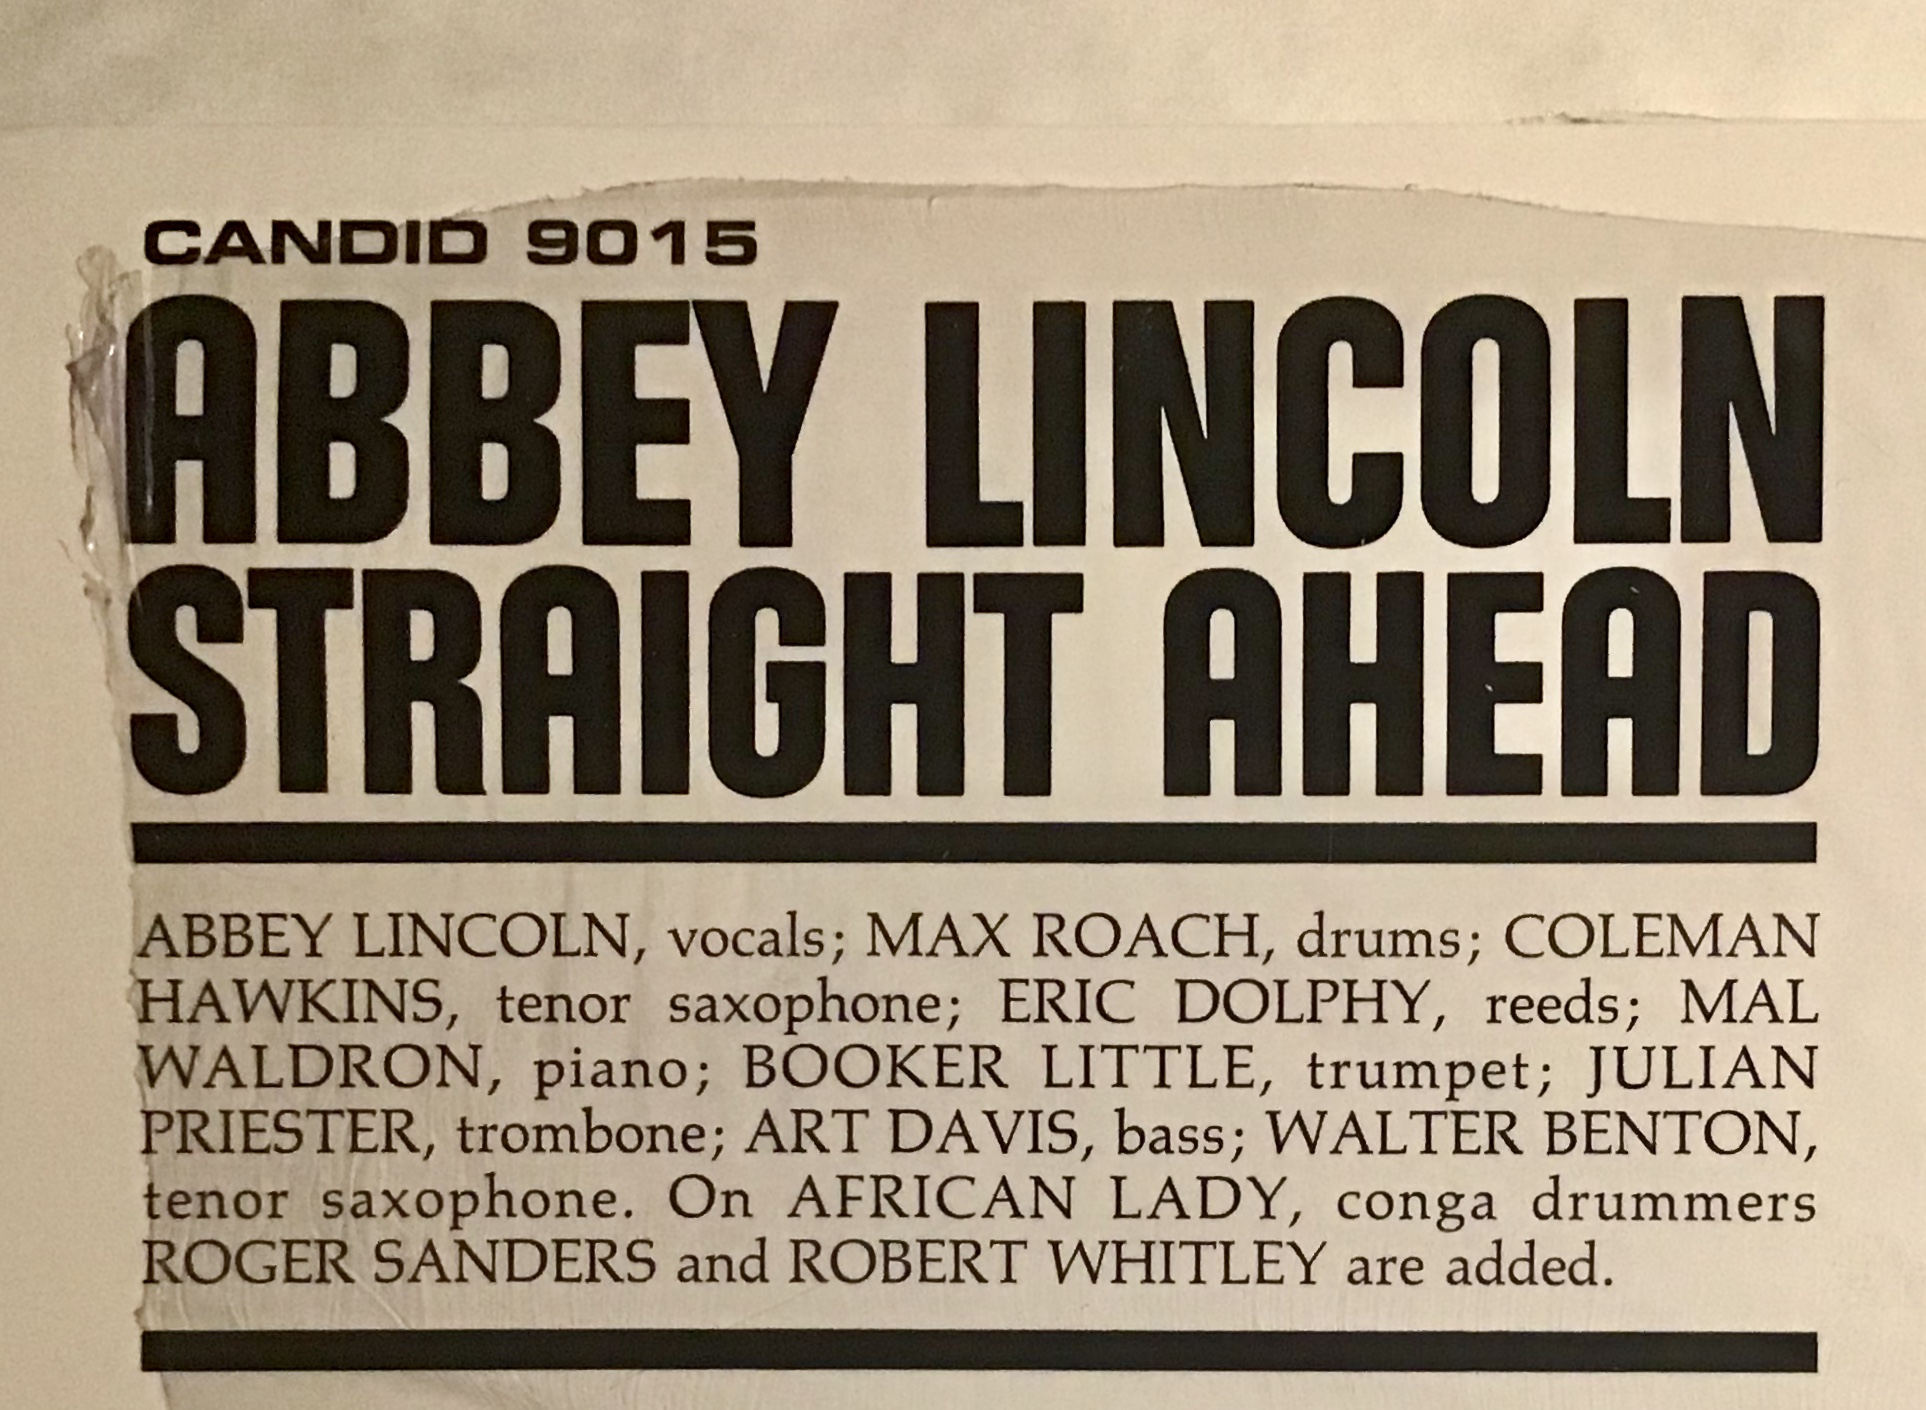 CANDID 9015
ABBEY LINCOLN
STRAIGHT AHEAD
ABBEY LINCOLN, vocals; MAX ROACH, drums; COLEMAN
HAWKINS, tenor saxophone; ERIC DOLPHY, reeds; MAL
WALDRON, piano; BOOKER LITTLE, trumpet; JULIAN
PRIESTER, trombone; ART DAVIS, bass; WALTER BENTON,
tenor saxophone. On AFRICAN LADY, conga drummers
ROGER SANDERS and ROBERT WHITLEY are added.